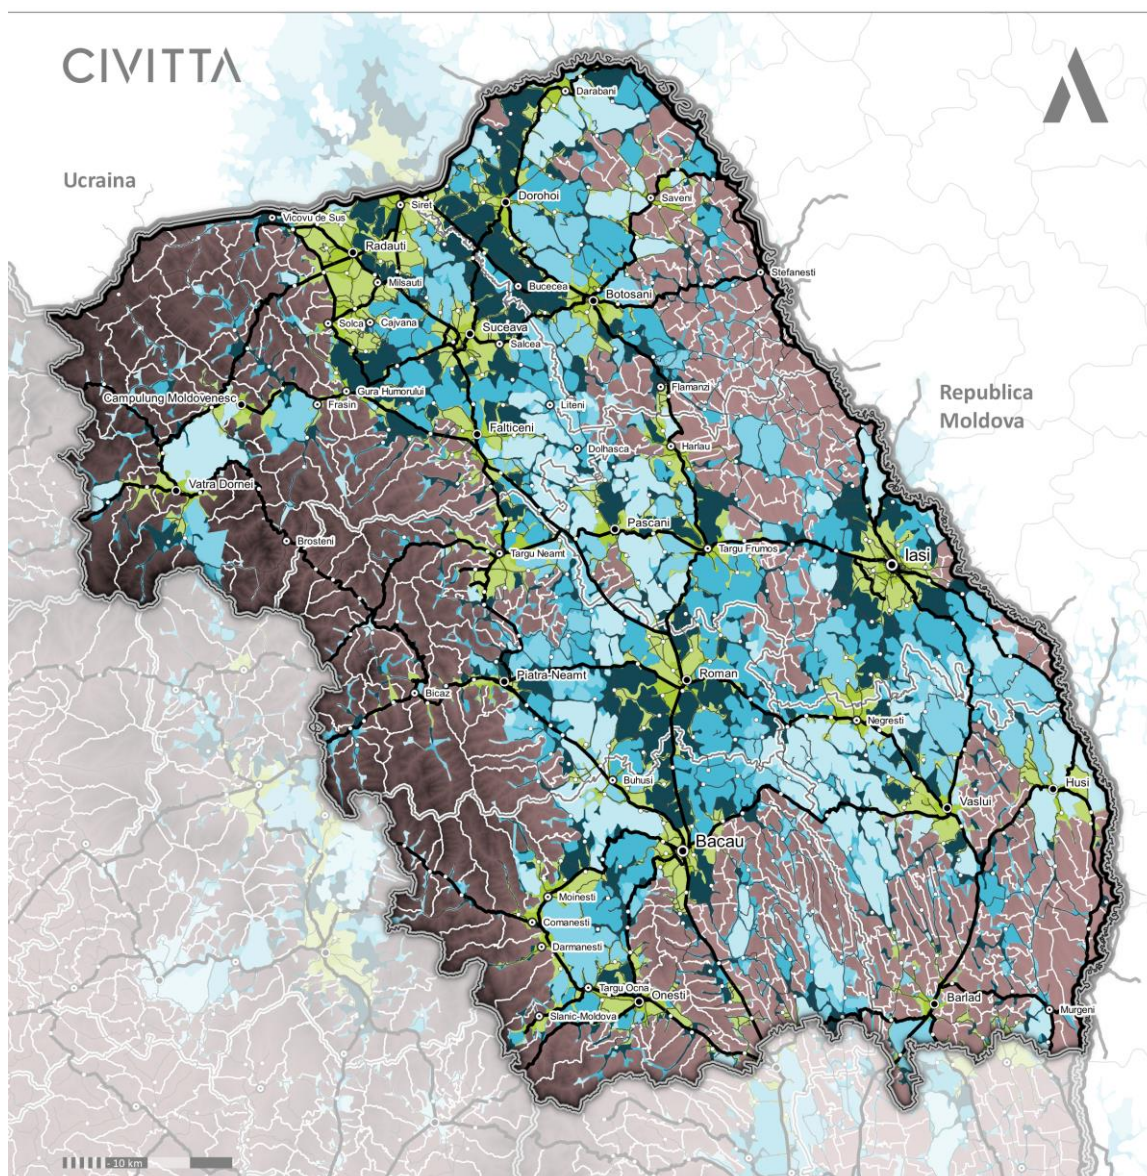 CIVITTA
Darabani
Ucraina
Dorohoi
Saveni
Siret
Vicovu de Sus
Radauti
Milsauti
Bucecea
Stefanesti
Botosani
Solca
Cajvana
Suceava
Salcea
Gura Humorului
Flamanzi
Republica
Moldova
Campulung Moldovenesc
Frasin
Liteni
Falticeni
Dolhasca
Harlau
Vatra Dornei
Pascani
Brosteni
Targu Neamt
Targu Frumos
Iasi
Piatra-Neamt
Roman
Bicaz
Negresti
Buhusi
Husi
Vaslui
Bacau
Moinesti
Comanesti
Darmanesti
Targu Ocna
Onesti
Slanic-Moldova
Barlad
Murgeni
- 10 km